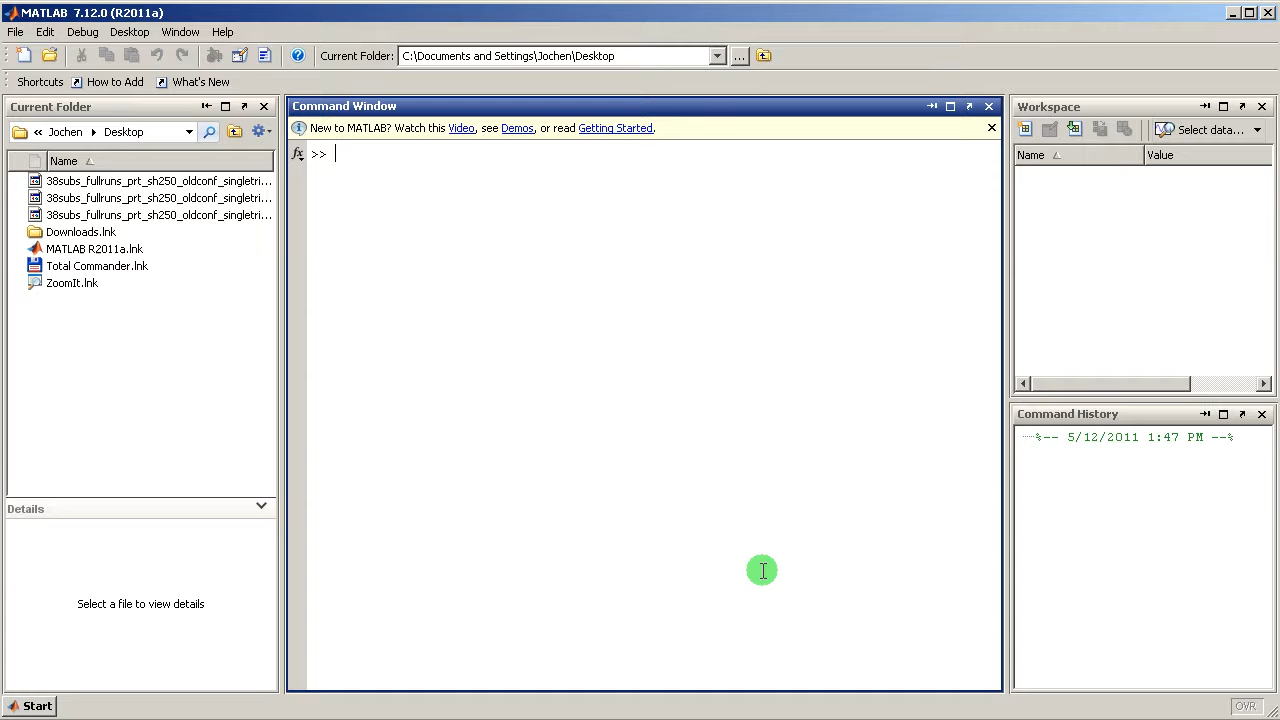 MATLAB 7.12.0 (R2011a)
File Edit Debug Desktop Window Help
Current Folder: C:\Documents and Settings\Jochen\Desktop ...
Shortcuts How to Add What's New
Current Folder
« Jochen Desktop
Name
38subs_fullruns_prt_sh250_oldconf_singletri...
38subs_fullruns_prt_sh250_oldconf_singletri...
38subs_fullruns_prt_sh250_oldconf_singletri...
Downloads.lnk
MATLAB R2011a.lnk
Total Commander.lnk
ZoomIt.lnk
Details
Select a file to view details
Command Window
New to MATLAB? Watch this Video, see Demos, or read Getting Started.
fx >>
Workspace
Select data...
Name Value
Command History
%-- 5/12/2011 1:47 PM --%
Start
OVR